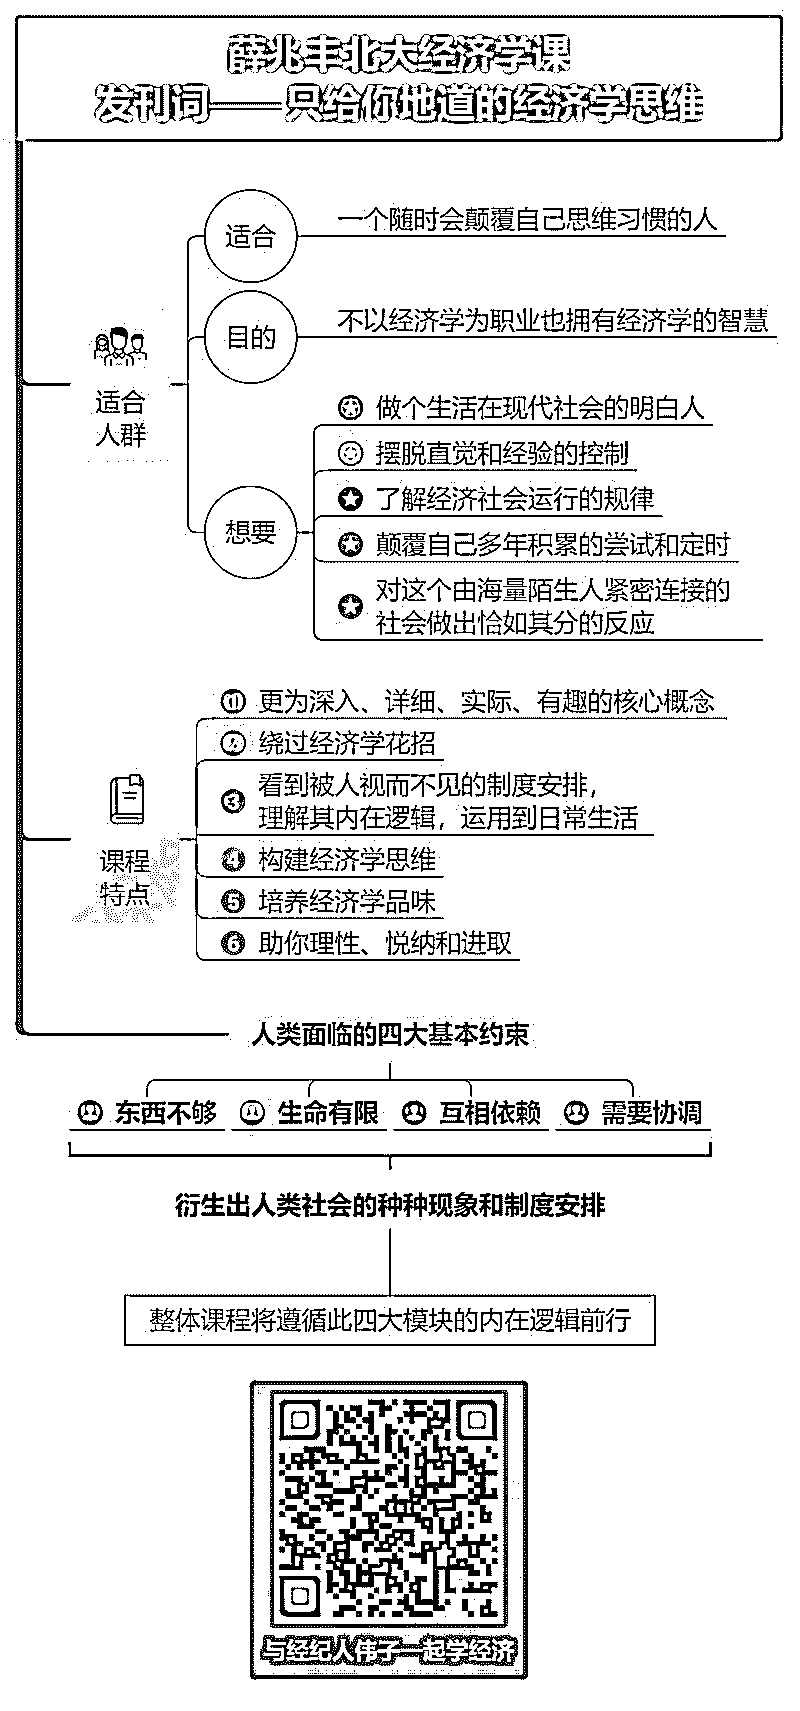 薛兆丰北大经济学课
发刊词——只给你地道的经济学思维
适合
一个随时会颠覆自己思维习惯的人
目的
不以经济学为职业也拥有经济学的智慧
适合
人群
想要
做个生活在现代社会的明白人
摆脱直觉和经验的控制
了解经济社会运行的规律
颠覆自己多年积累的尝试和定时
对这个由海量陌生人紧密连接的
社会做出恰如其分的反应
课程
特点
① 更为深入、详细、实际、有趣的核心概念
② 绕过经济学花招
③ 看到被人视而不见的制度安排，
理解其内在逻辑，运用到日常生活
④ 构建经济学思维
⑤ 培养经济学品味
⑥ 助你理性、悦纳和进取
人类面临的四大基本约束
东西不够 生命有限 互相依赖 需要协调
衍生出人类社会的种种现象和制度安排
整体课程将遵循此四大模块的内在逻辑前行
与经纪人伟子一起学经济